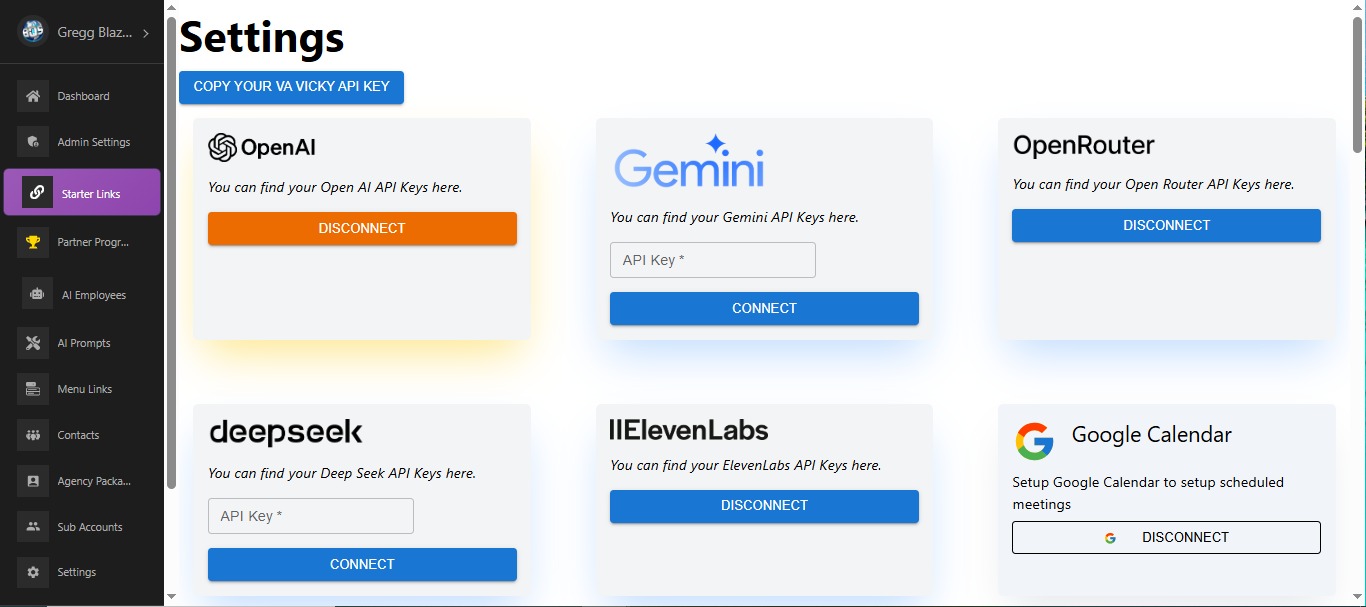 Gregg Blaz...
Dashboard
Admin Settings
Starter Links
Partner Progr...
AI Employees
AI Prompts
Menu Links
Contacts
Agency Packa...
Sub Accounts
Settings
Settings
COPY YOUR VA VICKY API KEY
OpenAI
You can find your Open AI API Keys here.
DISCONNECT
Gemini
You can find your Gemini API Keys here.
API Key *
CONNECT
OpenRouter
You can find your Open Router API Keys here.
DISCONNECT
deepseek
You can find your Deep Seek API Keys here.
API Key *
CONNECT
IIElevenLabs
You can find your ElevenLabs API Keys here.
DISCONNECT
Google Calendar
Setup Google Calendar to setup scheduled
meetings
DISCONNECT